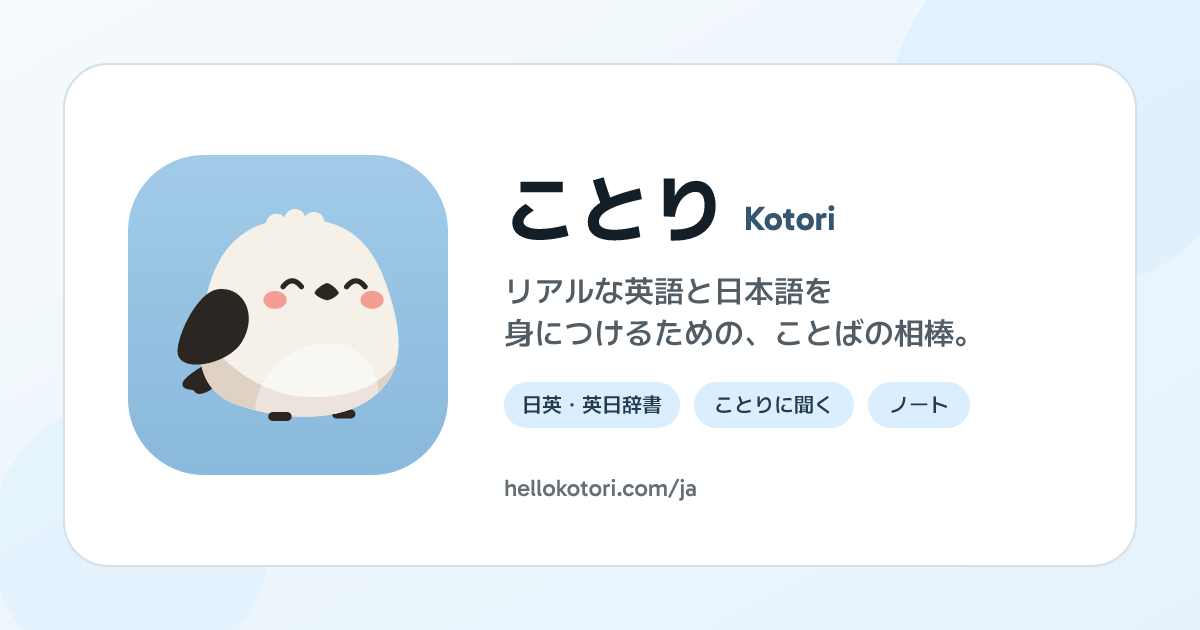 ことり Kotori
リアルな英語と日本語を
身につけるための、ことばの相棒。
日英・英日辞書 ことりに聞く ノート
hellokotori.com/ja